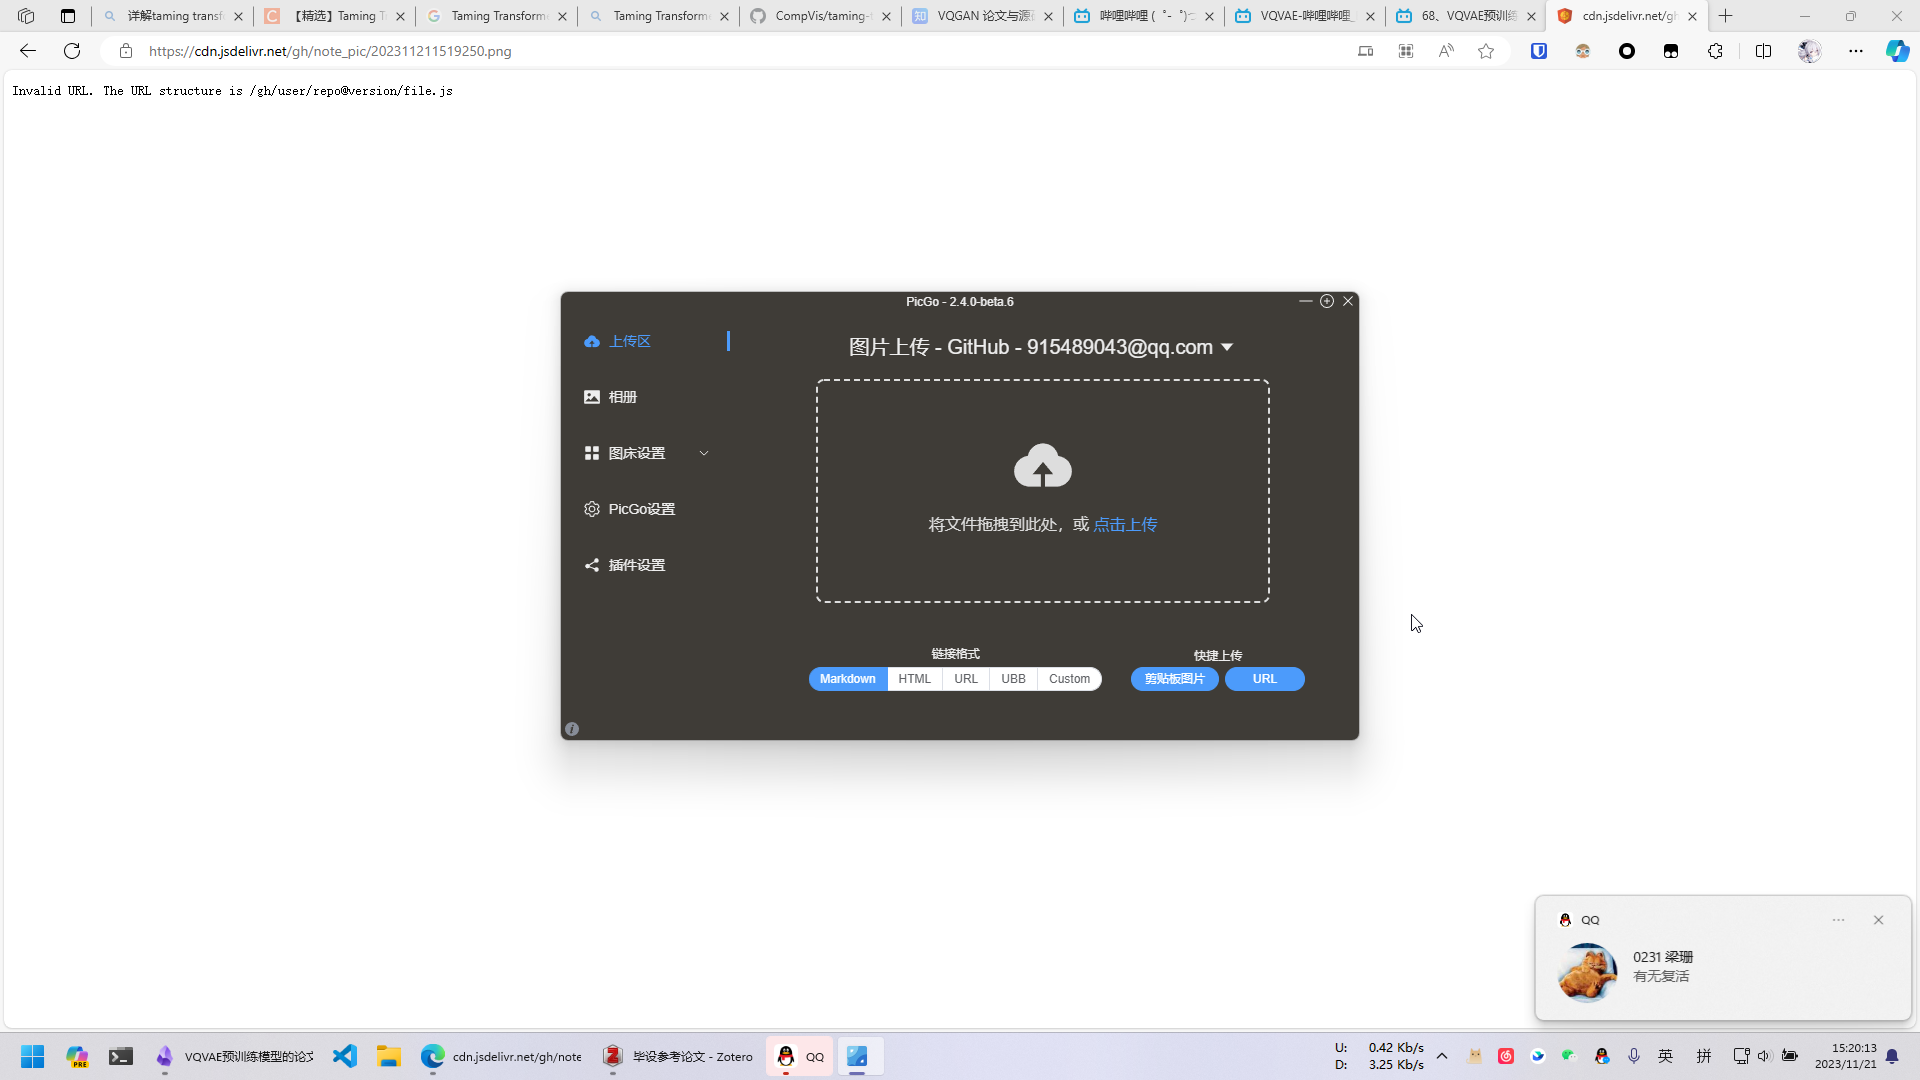 详解taming transf
【精选】Taming T
Taming Transforme
Taming Transforme
CompVis/taming-t
VQGAN 论文与源
哔哩哔哩 (゜-゜)つ
VQVAE-哔哩哔哩_
68、VQVAE预训练
cdn.jsdelivr.net/gh
https://cdn.jsdelivr.net/gh/note_pic/202311211519250.png
Invalid URL. The URL structure is /gh/user/repo@version/file.js
PicGo - 2.4.0-beta.6
上传区
相册
图床设置
PicGo设置
插件设置
图片上传 - GitHub - 915489043@qq.com
将文件拖拽到此处，或 点击上传
链接格式
Markdown HTML URL UBB Custom
快捷上传
剪贴板图片 URL
QQ
0231 梁珊
有无复活
VQVAE预训练模型的论文
cdn.jsdelivr.net/gh/note
毕设参考论文 - Zotero
QQ
U: 0.42 Kb/s
D: 3.25 Kb/s
英
拼
15:20:13
2023/11/21